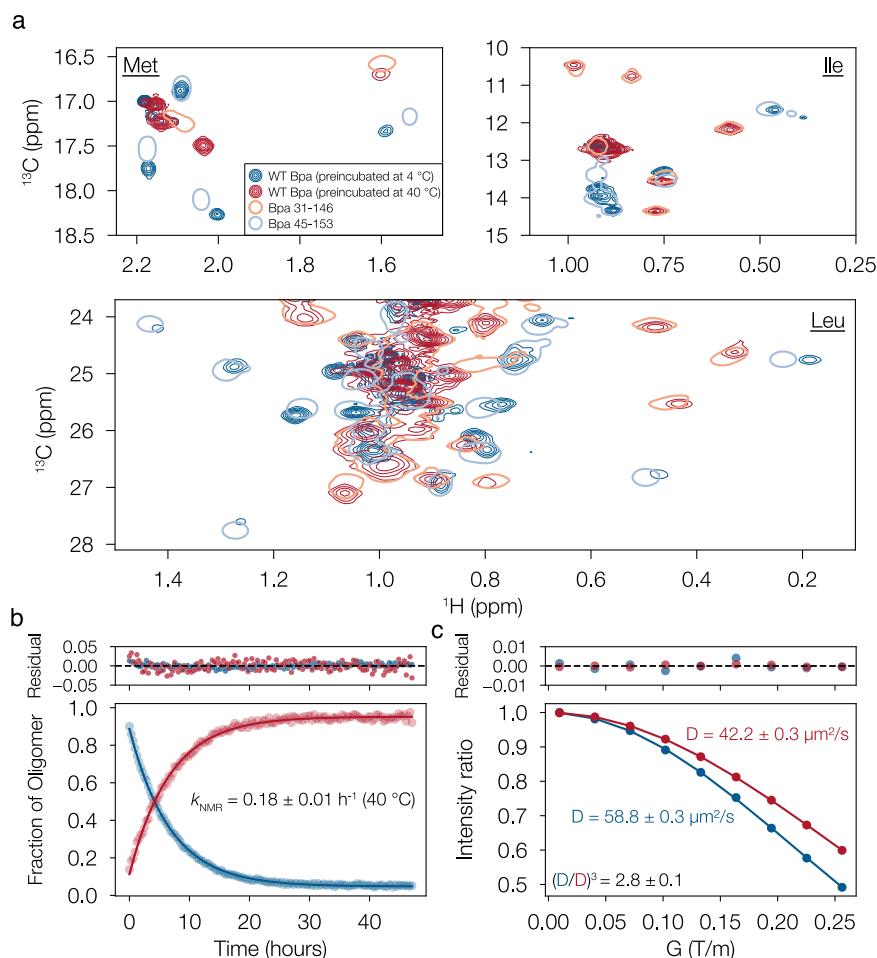 a
Met
Ile
16.5
17.0
17.5
18.0
18.5
¹³C (ppm)
WT Bpa (preincubated at 4 °C)
WT Bpa (preincubated at 40 °C)
Bpa 31-146
Bpa 45-153
2.2
2.0
1.8
1.6
10
11
12
13
14
15
1.00
0.75
0.50
0.25
Leu
24
25
26
27
28
¹³C (ppm)
1.4
1.2
1.0
0.8
0.6
0.4
0.2
¹H (ppm)
b
Residual
0.05
0.00
−0.05
Fraction of Oligomer
1.0
0.8
0.6
0.4
0.2
0.0
kNMR = 0.18 ± 0.01 h⁻¹ (40 °C)
0
10
20
30
40
Time (hours)
c
Residual
0.01
0.00
−0.01
Intensity ratio
1.0
0.9
0.8
0.7
0.6
0.5
D = 42.2 ± 0.3 µm²/s
D = 58.8 ± 0.3 µm²/s
(D/D)³ = 2.8 ± 0.1
0.00
0.05
0.10
0.15
0.20
0.25
G (T/m)